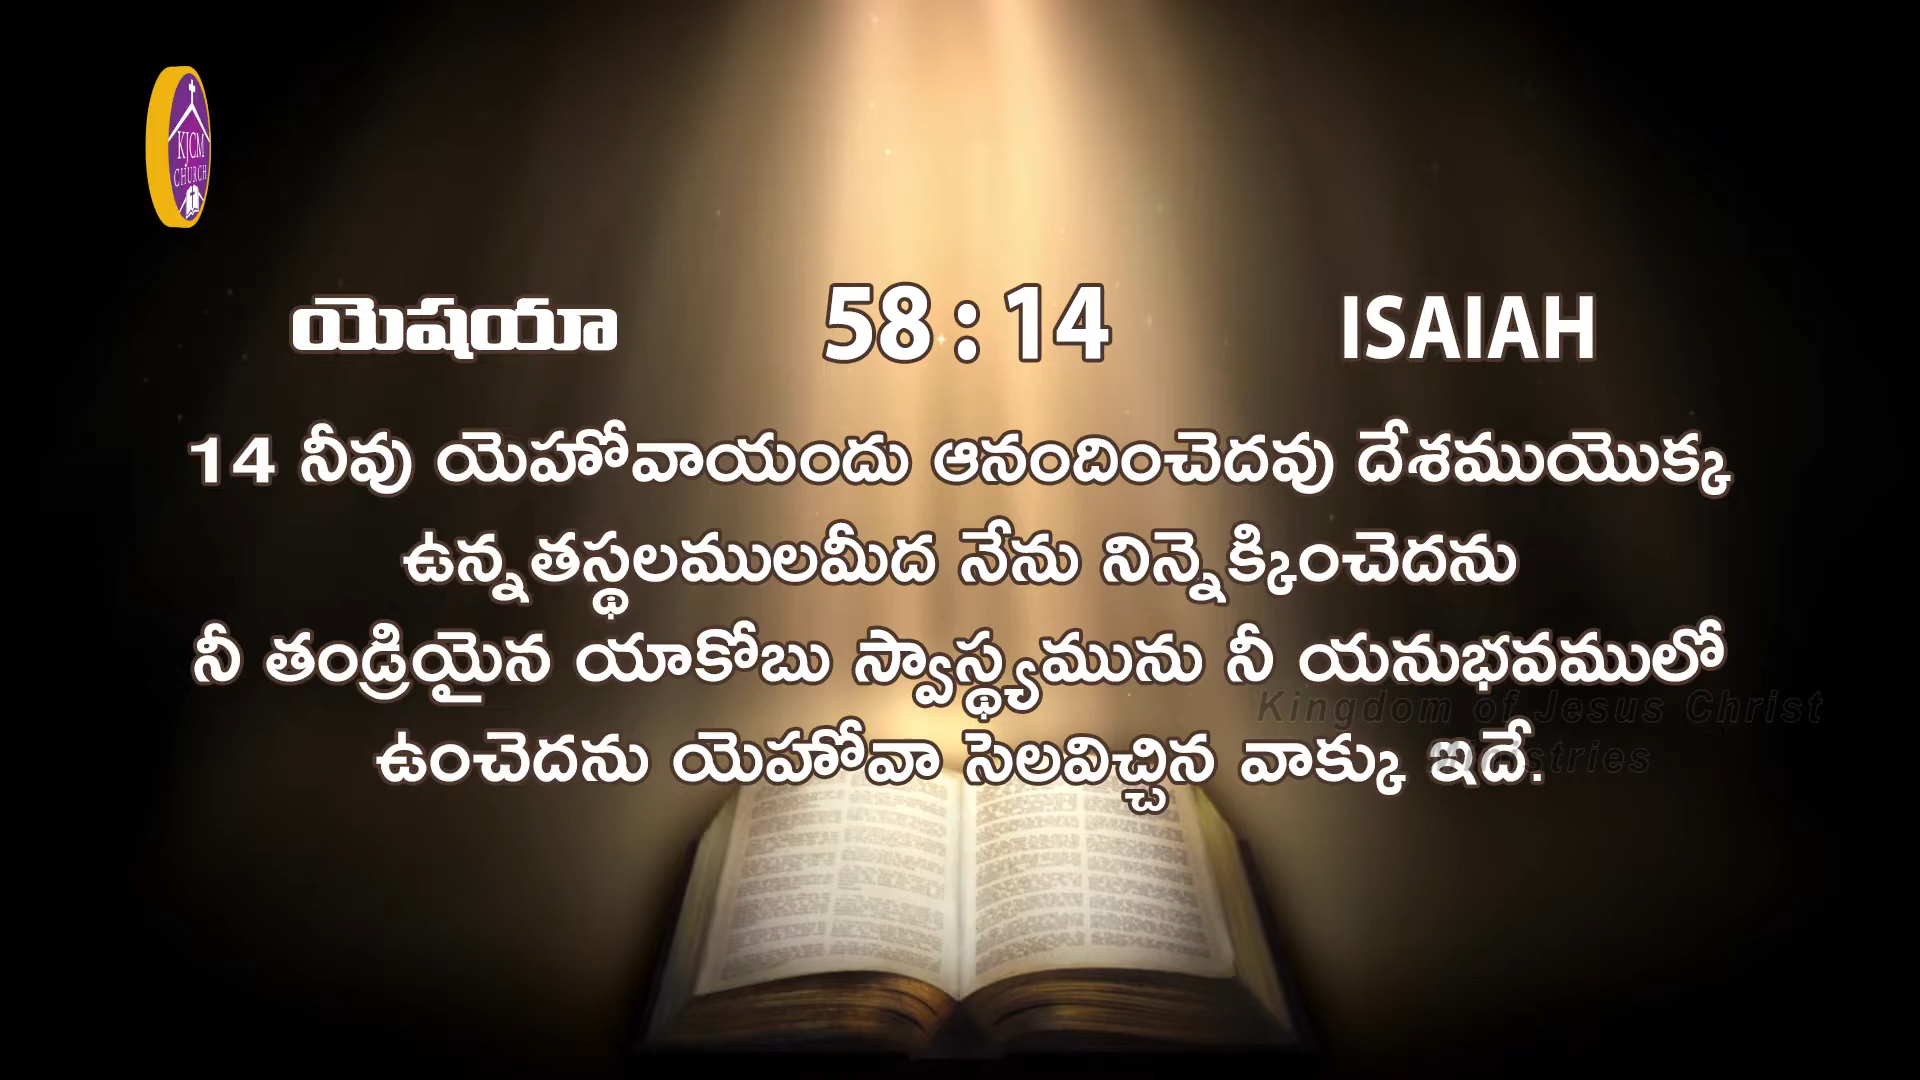 KJCM
CHURCH
యెషయా 58 : 14 ISAIAH
14 నీవు యెహోవాయందు ఆనందించెదవు దేశముయొక్క
ఉన్నతస్థలములమీద నేను నిన్నెక్కించెదను
నీ తండ్రియైన యాకోబు స్వాస్థ్యమును నీ యనుభవములో
Kingdom of Jesus Christ
ఉంచెదను యెహోవా సెలవిచ్చిన వాక్కు ఇదే.